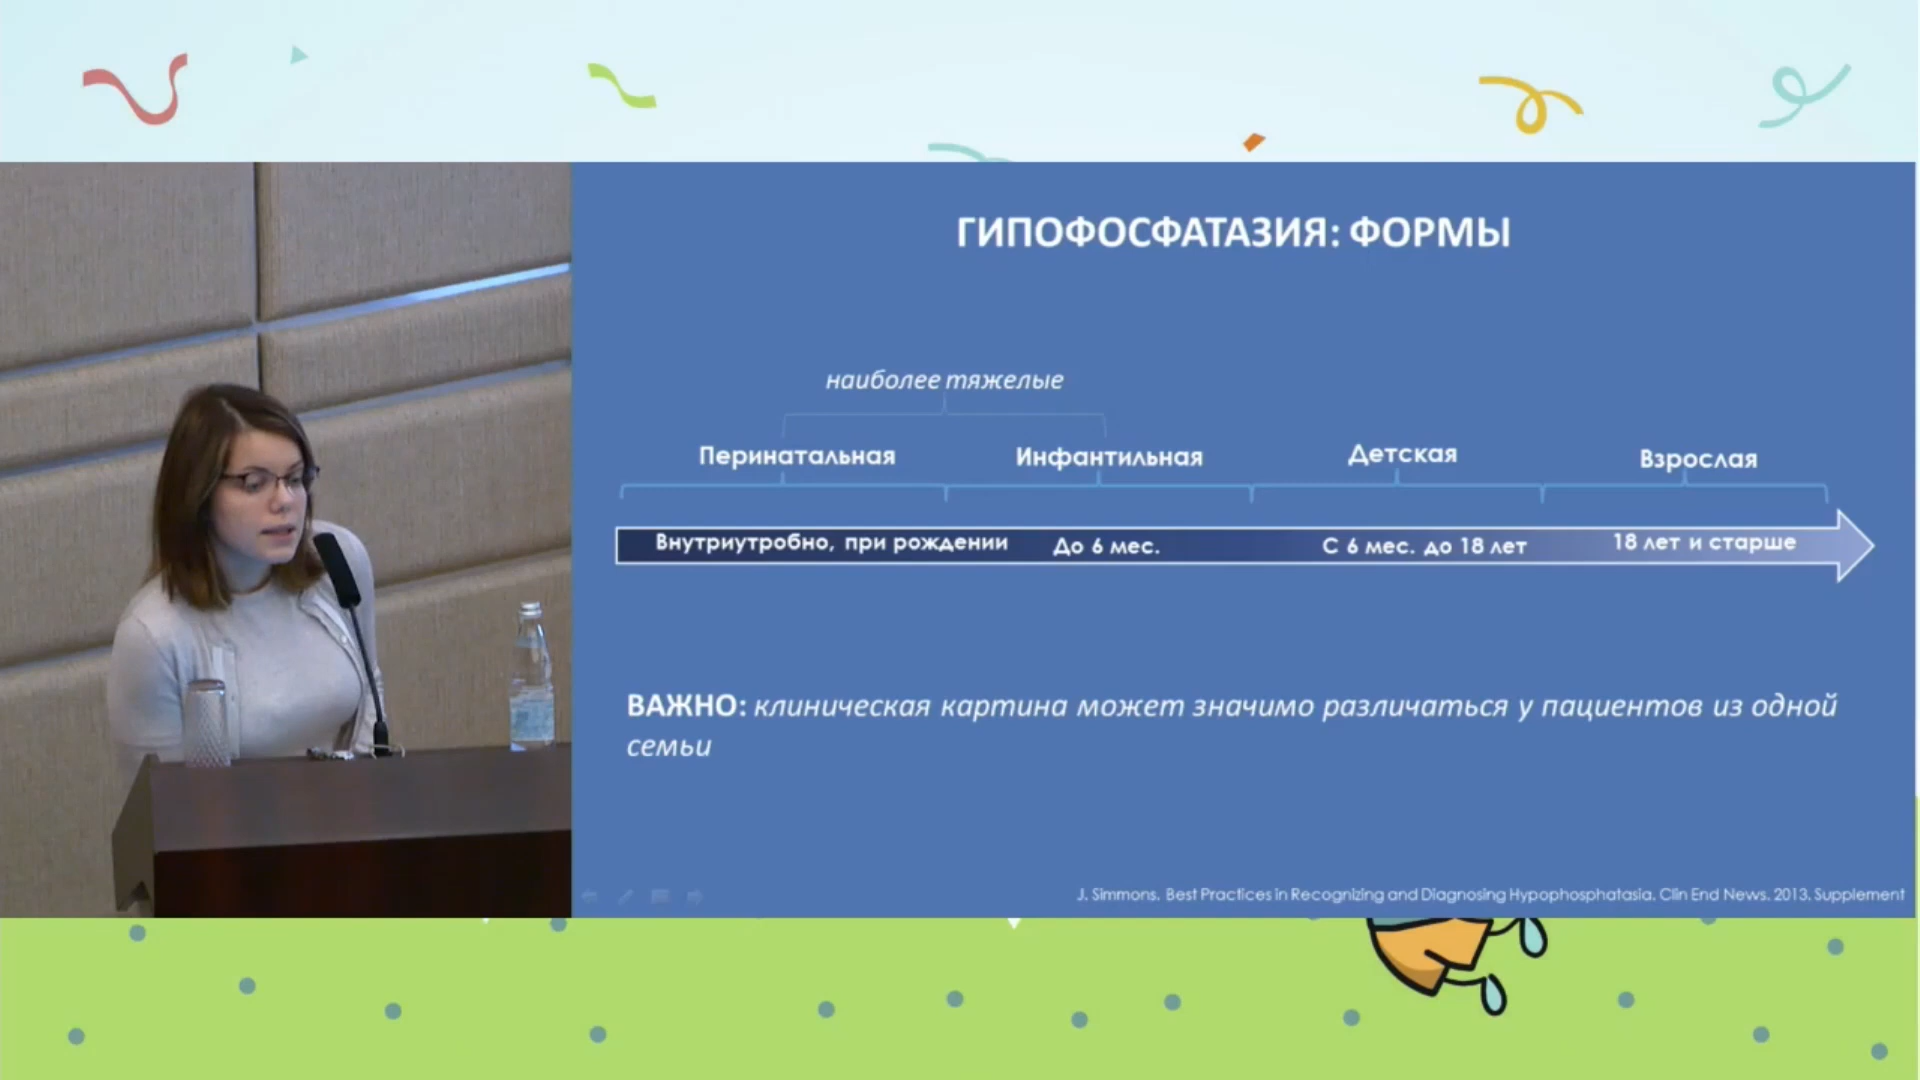 ГИПОФОСФАТАЗИЯ: ФОРМЫ
наиболее тяжелые
Перинатальная Инфантильная Детская Взрослая
Внутриутробно, при рождении До 6 мес. С 6 мес. до 18 лет 18 лет и старше
ВАЖНО: клиническая картина может значимо различаться у пациентов из одной
семьи
J. Simmons. Best Practices in Recognizing and Diagnosing Hypophosphatasia. Clin End News. 2013. Supplement